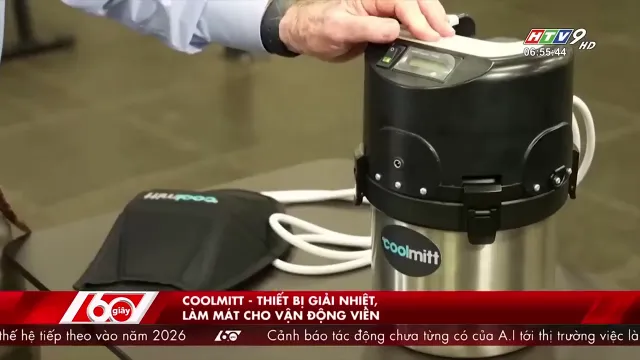 HTV9 HD
06:55:44
coolmitt
coolmitt
60 giây
COOLMITT - THIẾT BỊ GIẢI NHIỆT,
LÀM MÁT CHO VẬN ĐỘNG VIÊN
thế hệ tiếp theo vào năm 2026 Cảnh báo tác động chưa từng có của A.I tới thị trường việc là